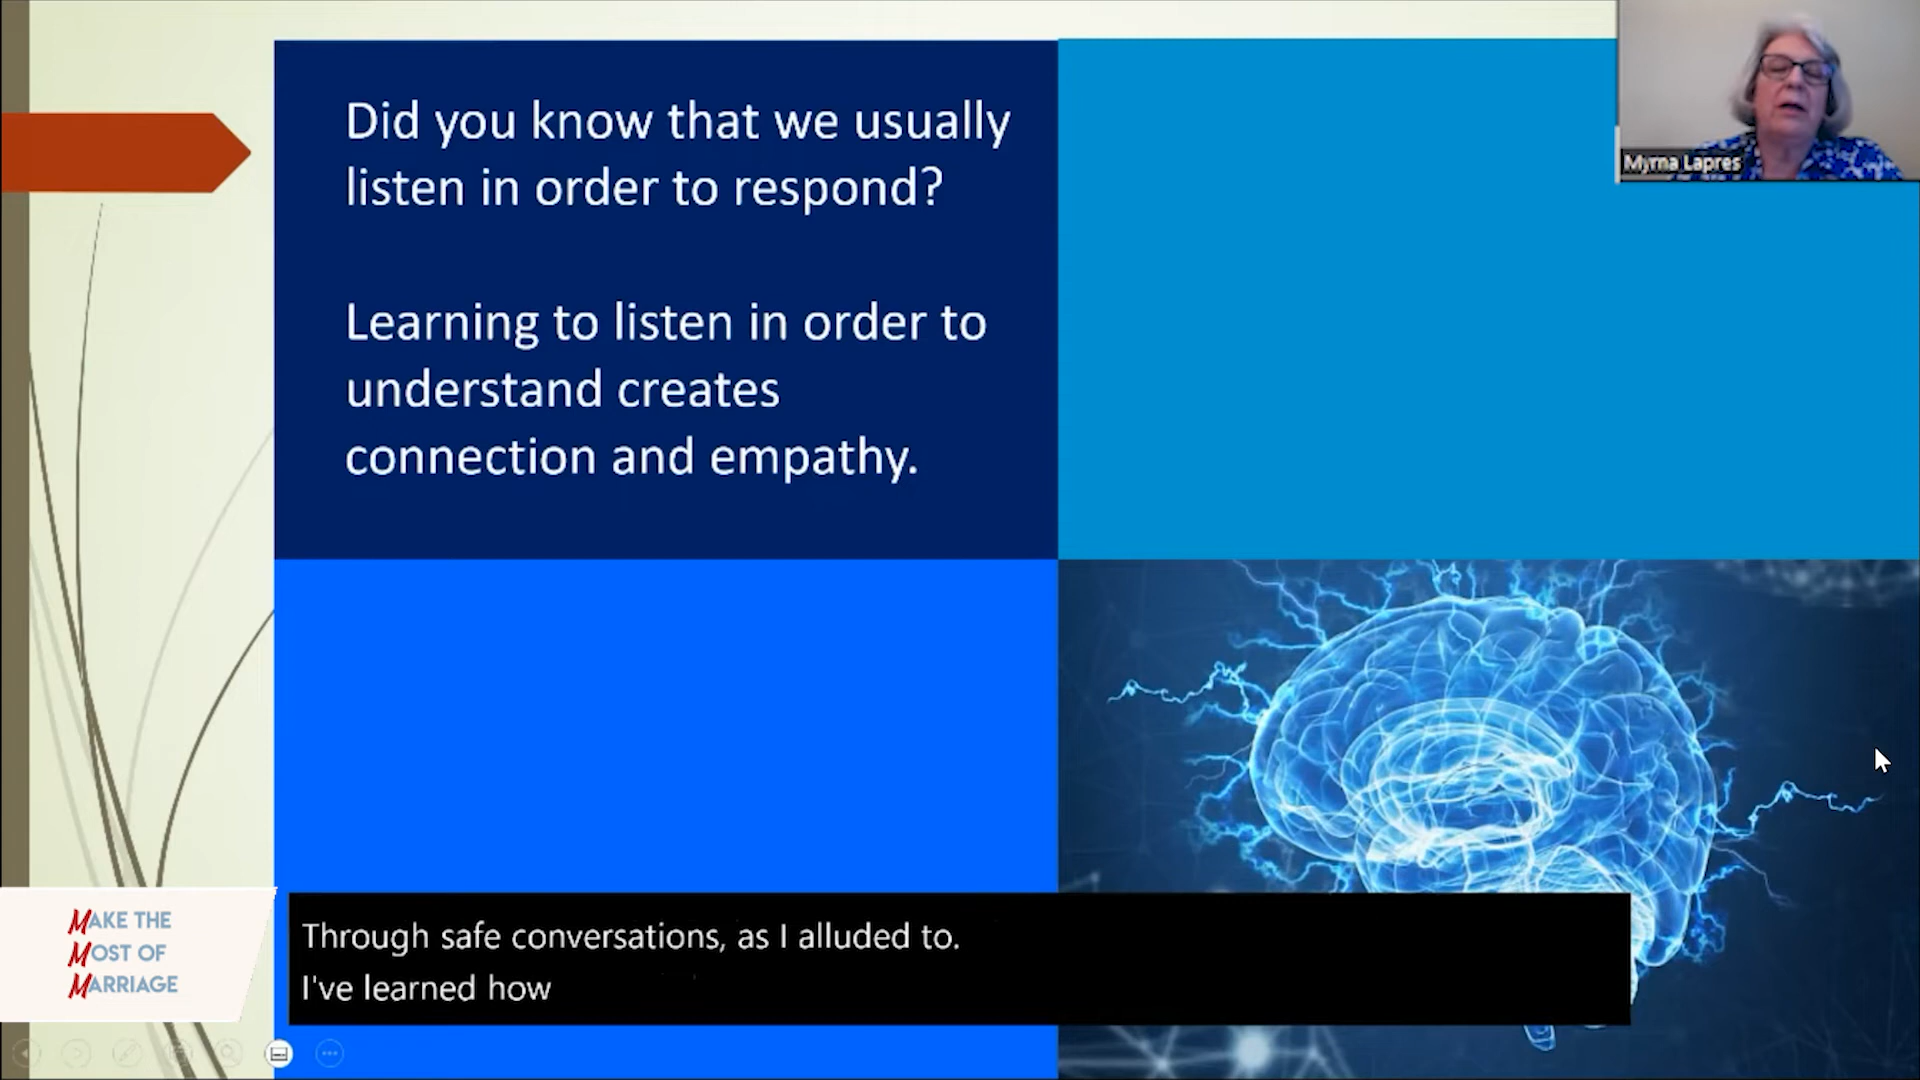 Did you know that we usually
listen in order to respond?
Learning to listen in order to
understand creates
connection and empathy.
Myrna Lapres
MAKE THE
MOST OF
MARRIAGE
Through safe conversations, as I alluded to.
I've learned how